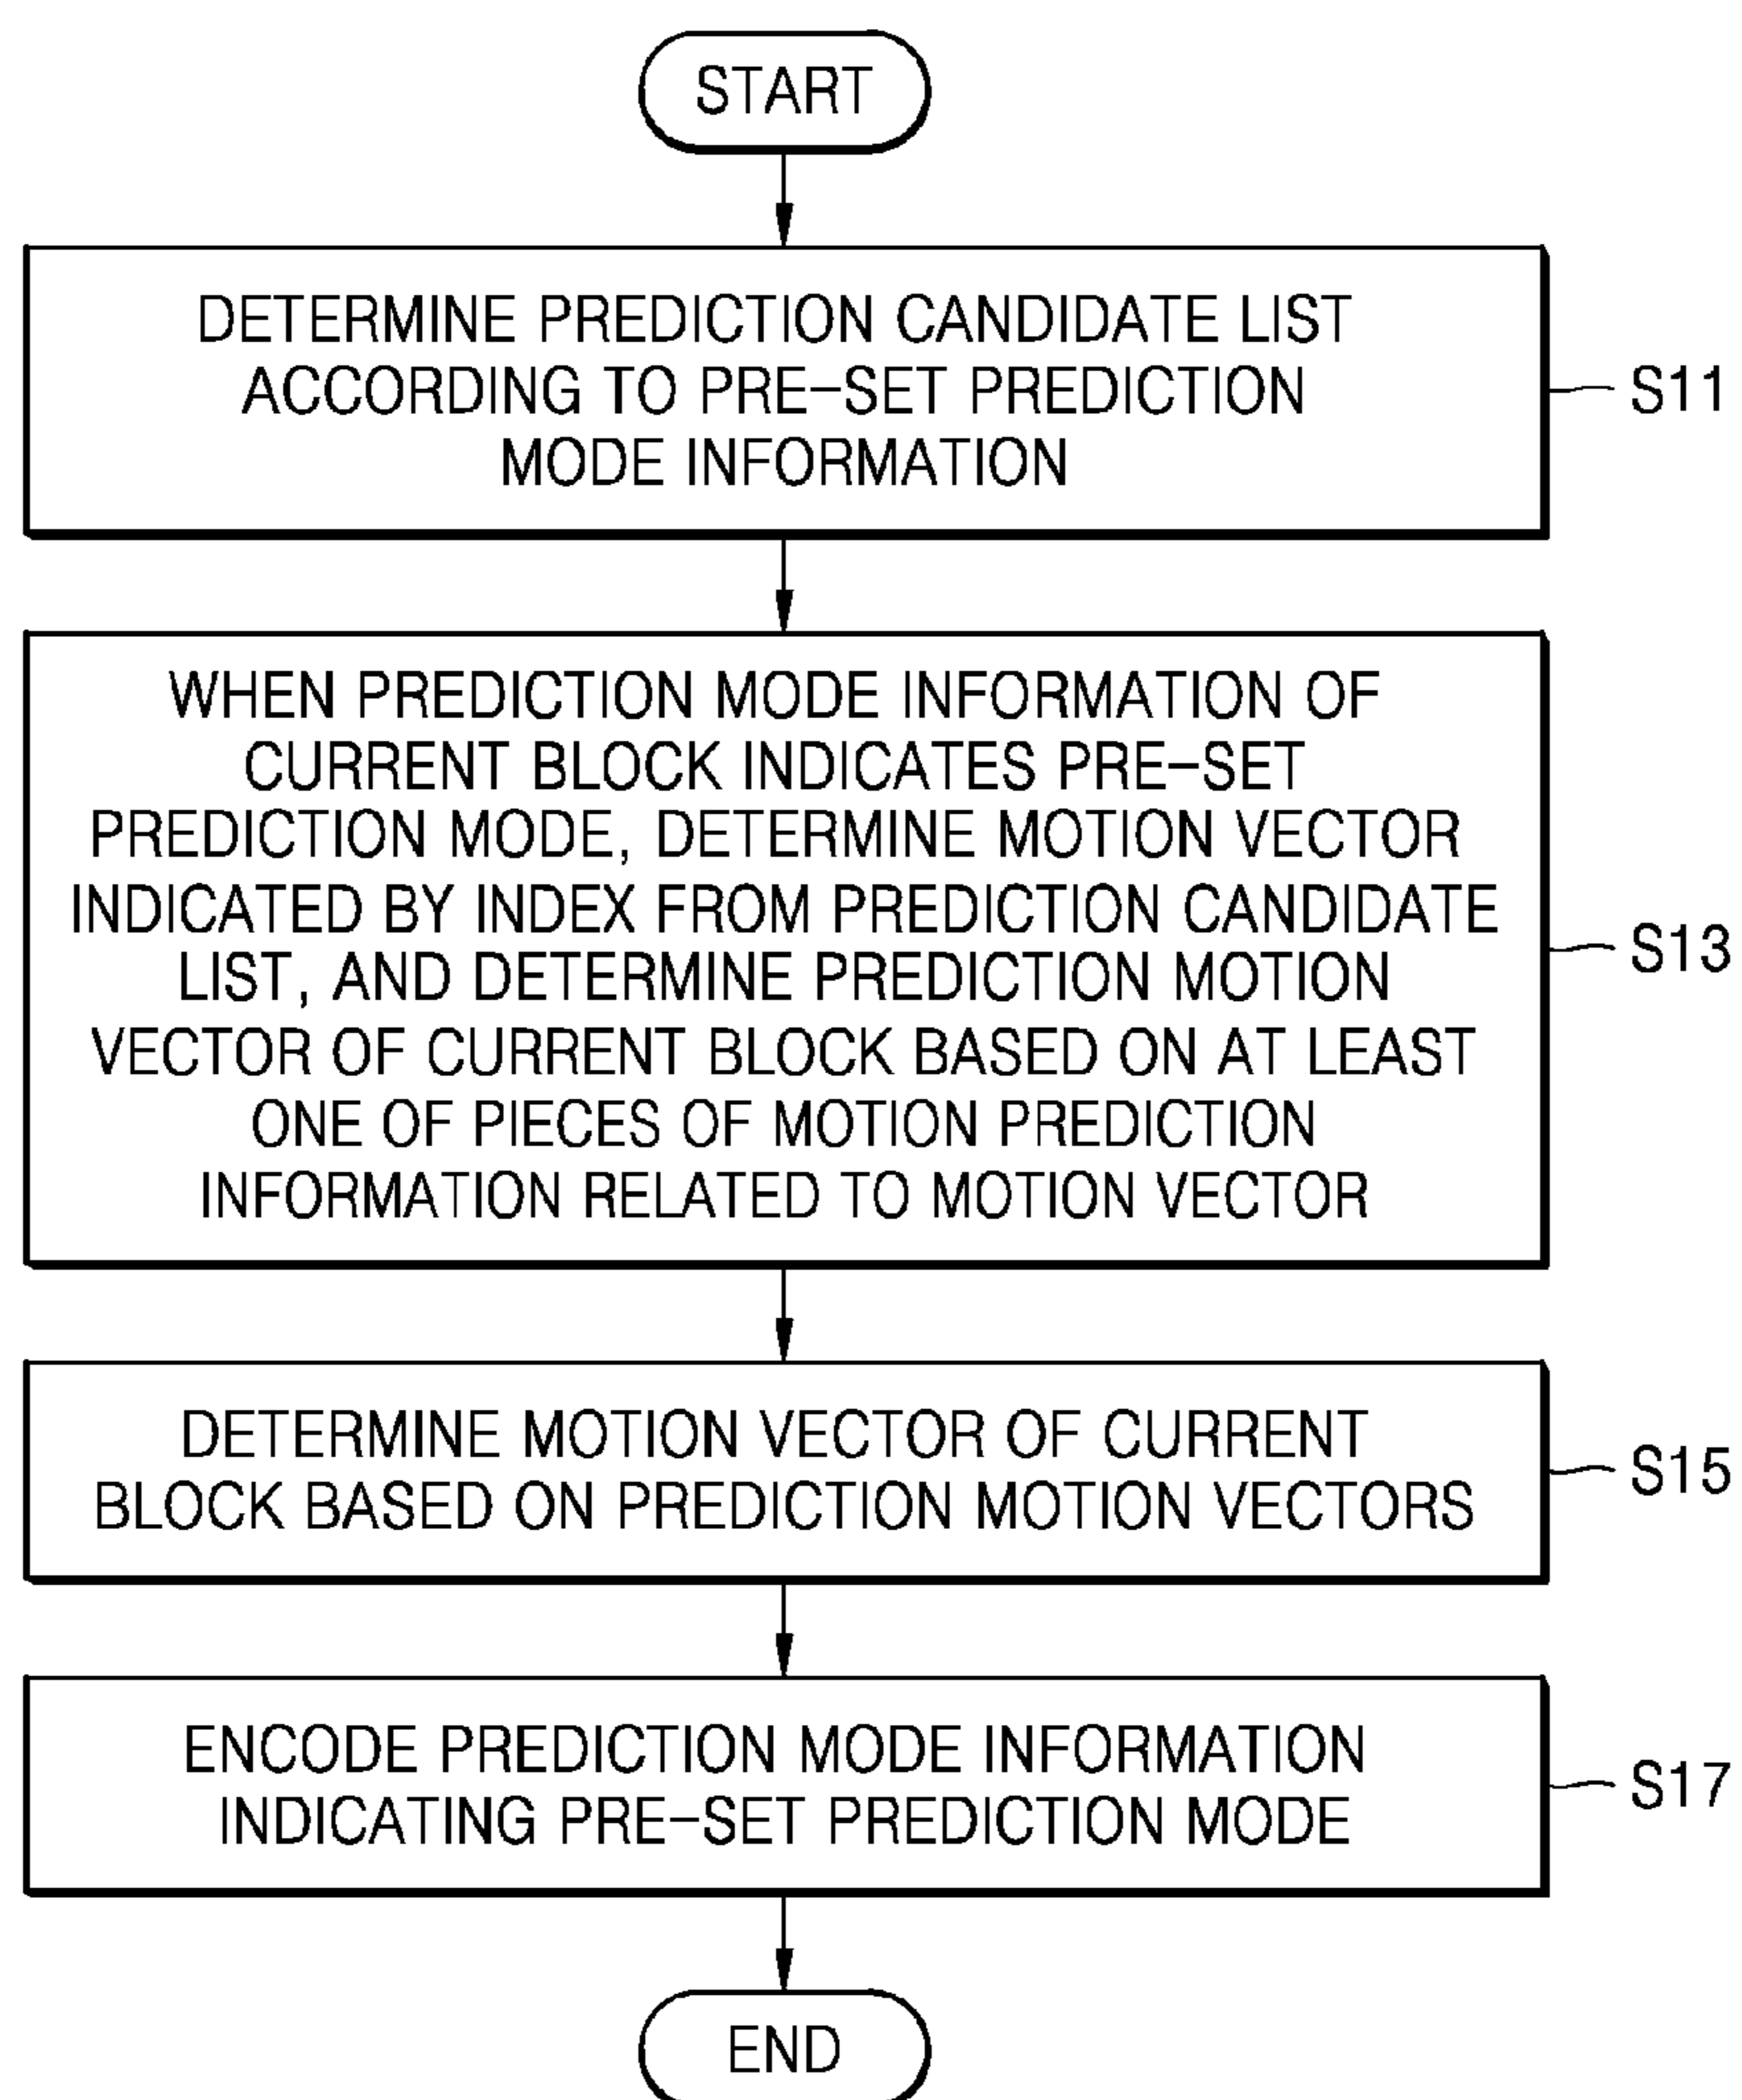 START
DETERMINE PREDICTION CANDIDATE LIST
ACCORDING TO PRE-SET PREDICTION
MODE INFORMATION
S11
WHEN PREDICTION MODE INFORMATION OF
CURRENT BLOCK INDICATES PRE-SET
PREDICTION MODE, DETERMINE MOTION VECTOR
INDICATED BY INDEX FROM PREDICTION CANDIDATE
LIST, AND DETERMINE PREDICTION MOTION
VECTOR OF CURRENT BLOCK BASED ON AT LEAST
ONE OF PIECES OF MOTION PREDICTION
INFORMATION RELATED TO MOTION VECTOR
S13
DETERMINE MOTION VECTOR OF CURRENT
BLOCK BASED ON PREDICTION MOTION VECTORS
S15
ENCODE PREDICTION MODE INFORMATION
INDICATING PRE-SET PREDICTION MODE
S17
END